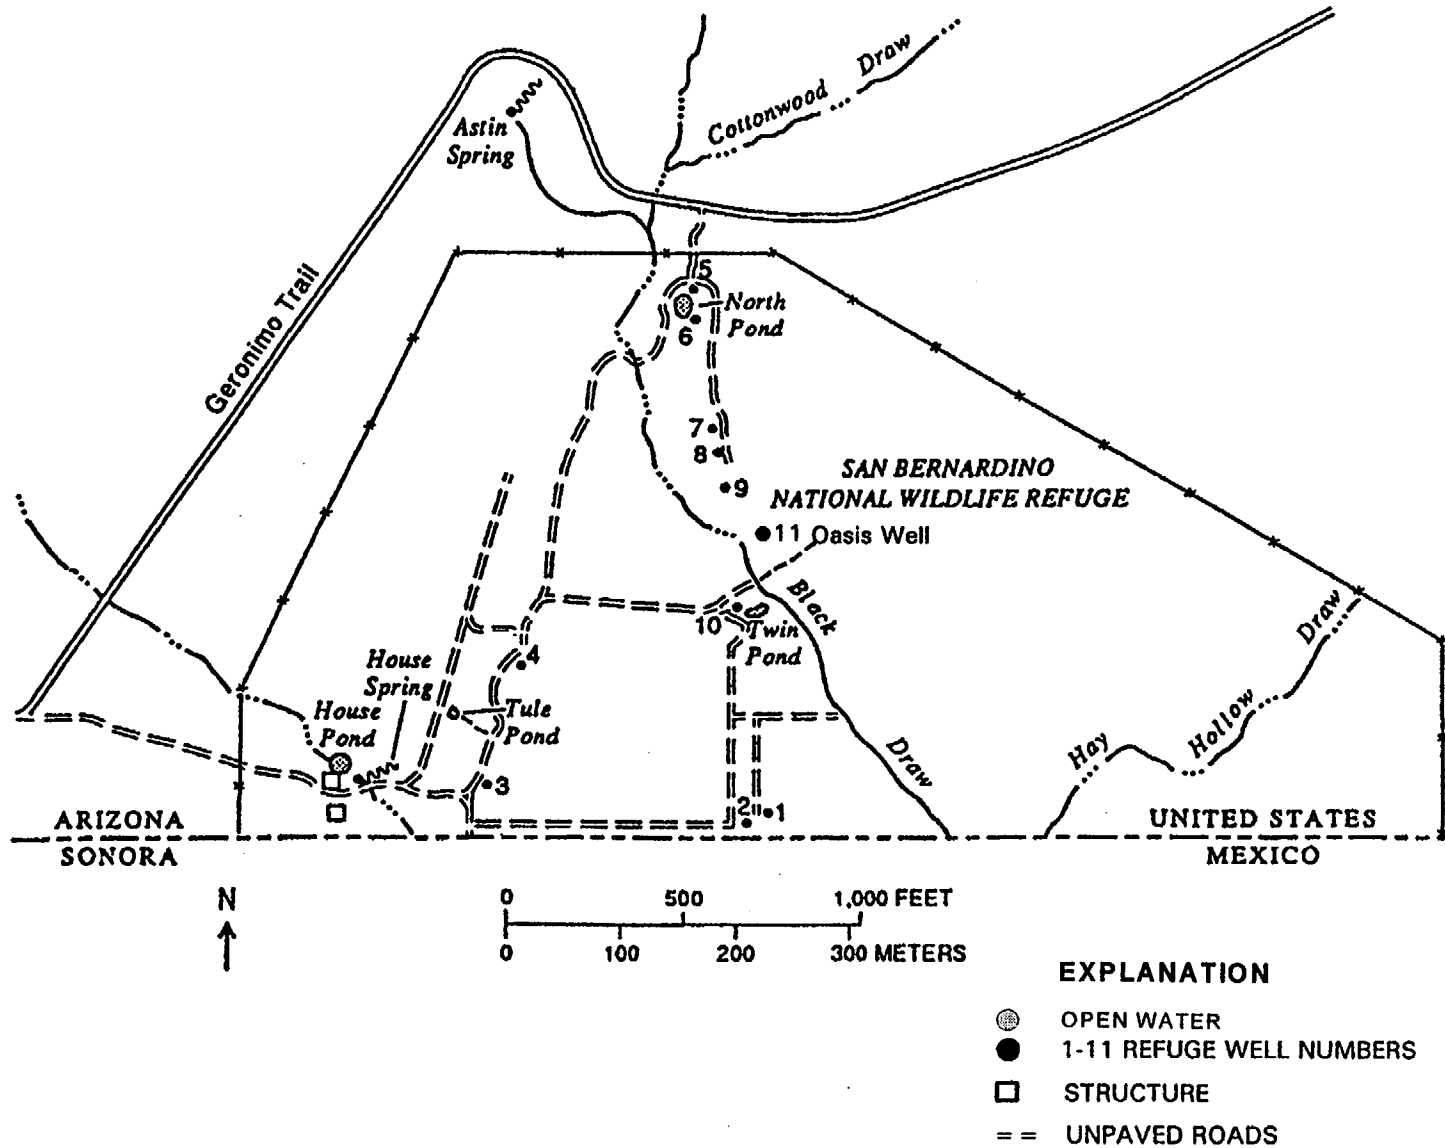 Cottonwood Draw
Astin
Spring
Geronimo Trail
5
North
Pond
6
7
8
9
SAN BERNARDINO
NATIONAL WILDLIFE REFUGE
11 Oasis Well
10
Twin
Pond
Black
Draw
4
House
Spring
House
Pond
Tule
Pond
3
2
1
Hay
Hollow
Draw
ARIZONA
SONORA
UNITED STATES
MEXICO
N
0 500 1,000 FEET
0 100 200 300 METERS
EXPLANATION
OPEN WATER
1-11 REFUGE WELL NUMBERS
STRUCTURE
UNPAVED ROADS